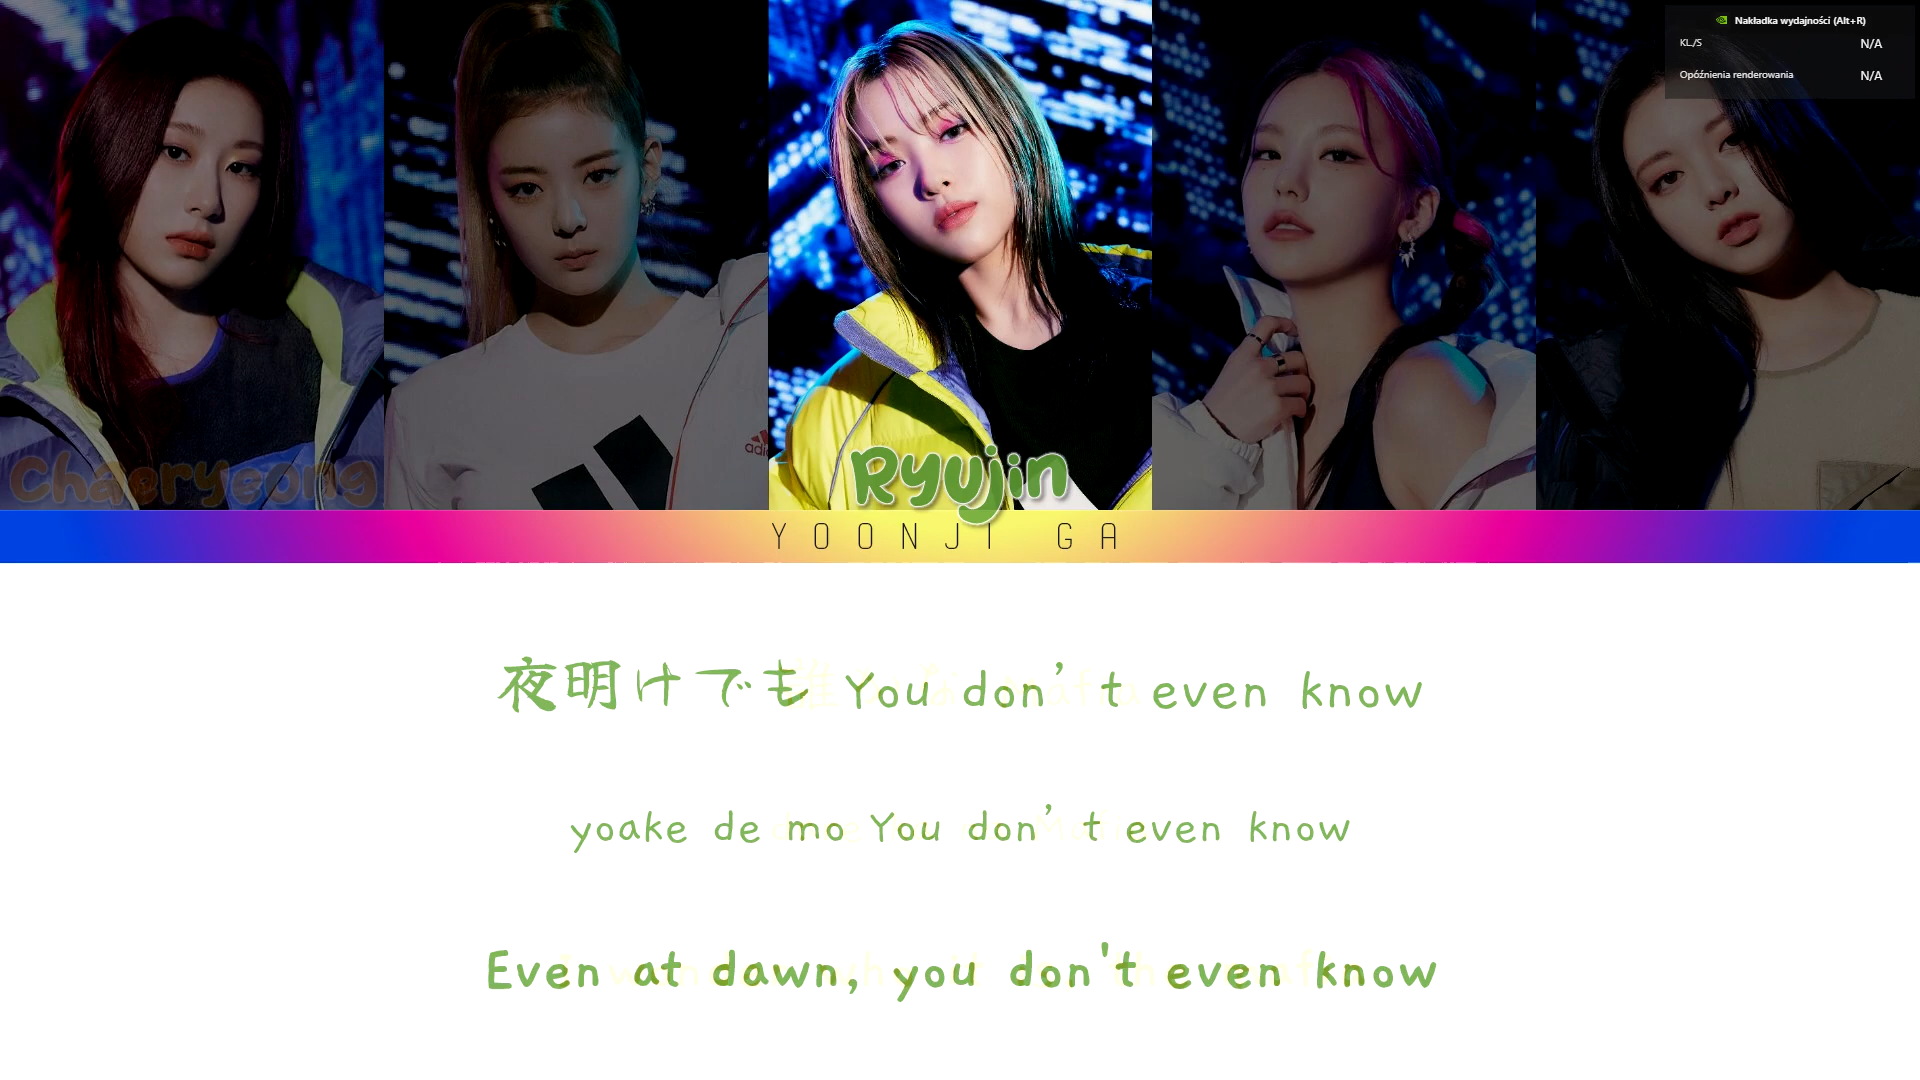 Nakładka wydajności (Alt+R)
KL./S N/A
Opóźnienia renderowania N/A
adidas
Chaeryeong
Ryujin
YOONJI GA
夜明けでも You don't even know
yoake de mo You don't even know
Even at dawn, you don't even know